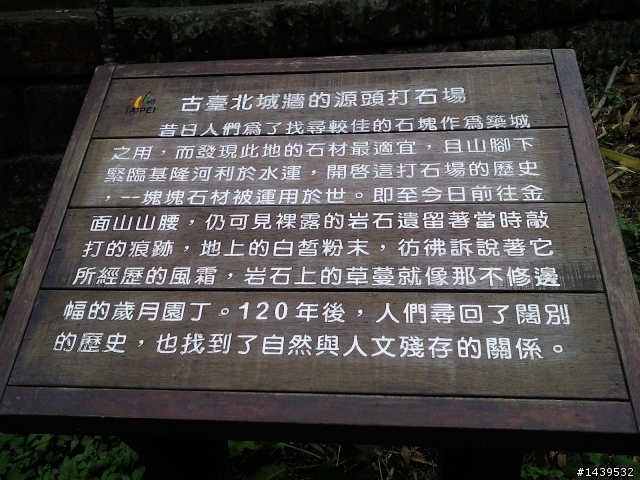 TAIPEI
古臺北城牆的源頭打石場
昔日人們為了找尋較佳的石塊作為築城
之用，而發現此地的石材最適宜，且山腳下
緊臨基隆河利於水運，開啓這打石場的歷史
，一塊塊石材被運用於世。即至今日前往金
面山山腰，仍可見裸露的岩石遺留著當時敲
打的痕跡，地上的白皙粉末，彷彿訴說著它
所經歷的風霜，岩石上的草蔓就像那不修邊
幅的歲月園丁。120年後，人們尋回了闊別
的歷史，也找到了自然與人文殘存的關係。
#1439532